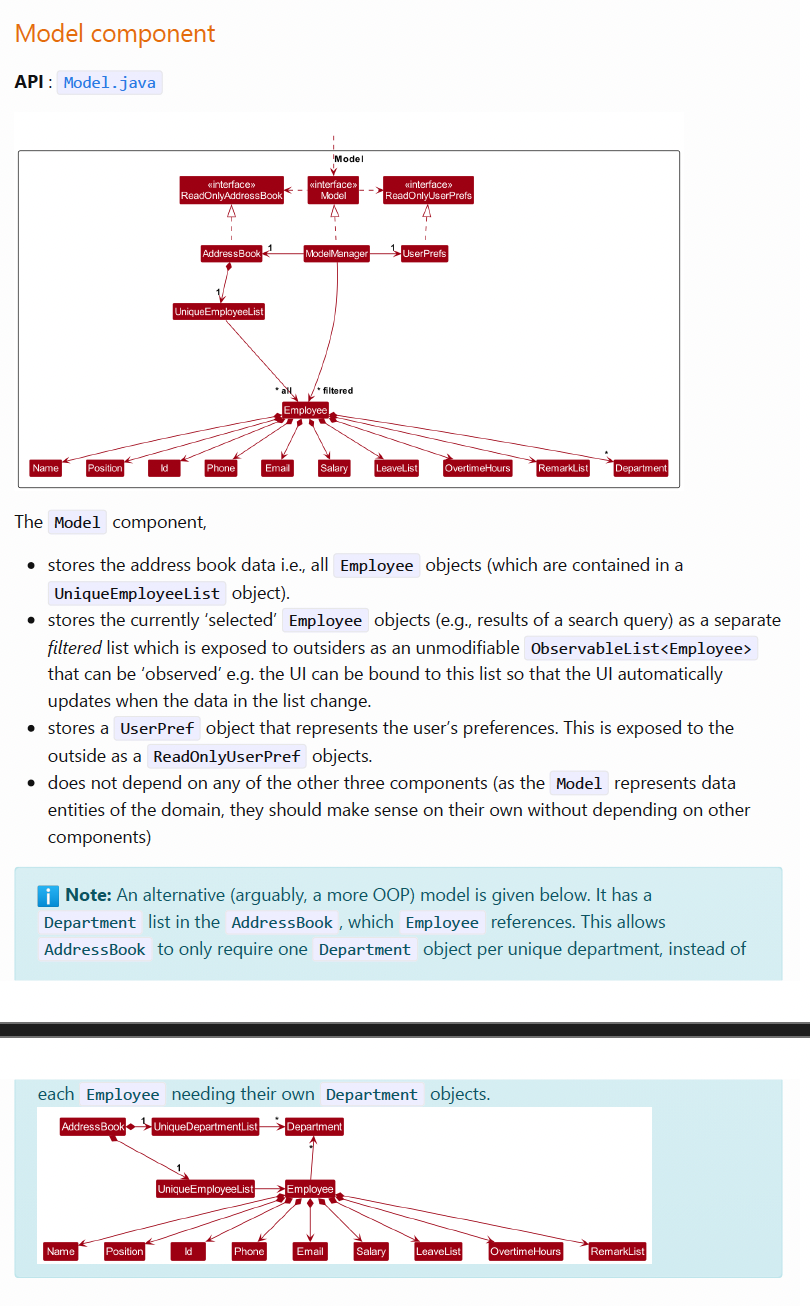 Model component
API : Model.java
Model
«interface» ReadOnlyAddressBook
«interface» Model
«interface» ReadOnlyUserPrefs
AddressBook 1 ModelManager 1 UserPrefs
1
UniqueEmployeeList
* all * filtered
Employee
*
Name Position Id Phone Email Salary LeaveList OvertimeHours RemarkList Department
The Model component,
• stores the address book data i.e., all Employee objects (which are contained in a
UniqueEmployeeList object).
• stores the currently ‘selected’ Employee objects (e.g., results of a search query) as a separate
filtered list which is exposed to outsiders as an unmodifiable ObservableList<Employee>
that can be ‘observed’ e.g. the UI can be bound to this list so that the UI automatically
updates when the data in the list change.
• stores a UserPref object that represents the user’s preferences. This is exposed to the
outside as a ReadOnlyUserPref objects.
• does not depend on any of the other three components (as the Model represents data
entities of the domain, they should make sense on their own without depending on other
components)
Note: An alternative (arguably, a more OOP) model is given below. It has a
Department list in the AddressBook, which Employee references. This allows
AddressBook to only require one Department object per unique department, instead of
each Employee needing their own Department objects.
AddressBook 1 UniqueDepartmentList * Department
*
1
UniqueEmployeeList Employee
Name Position Id Phone Email Salary LeaveList OvertimeHours RemarkList